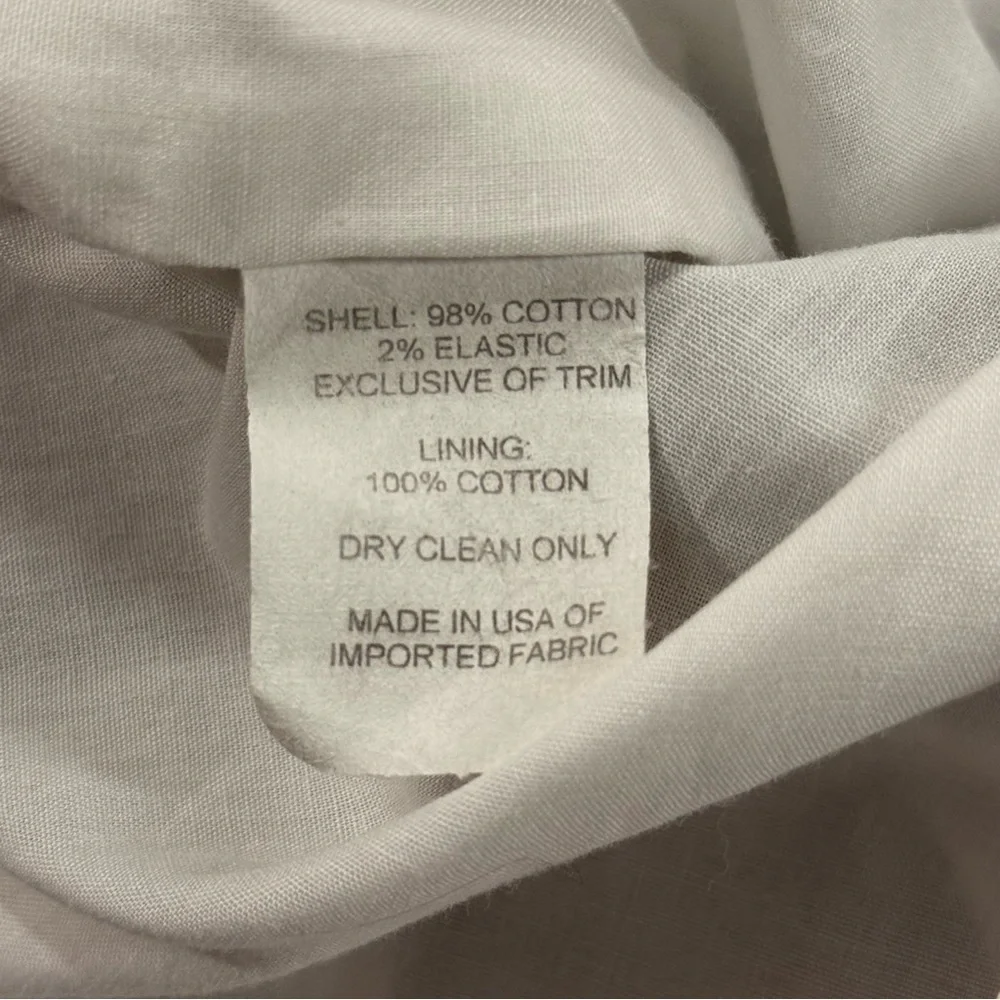 SHELL: 98% COTTON
2% ELASTIC
EXCLUSIVE OF TRIM
LINING:
100% COTTON
DRY CLEAN ONLY
MADE IN USA OF
IMPORTED FABRIC